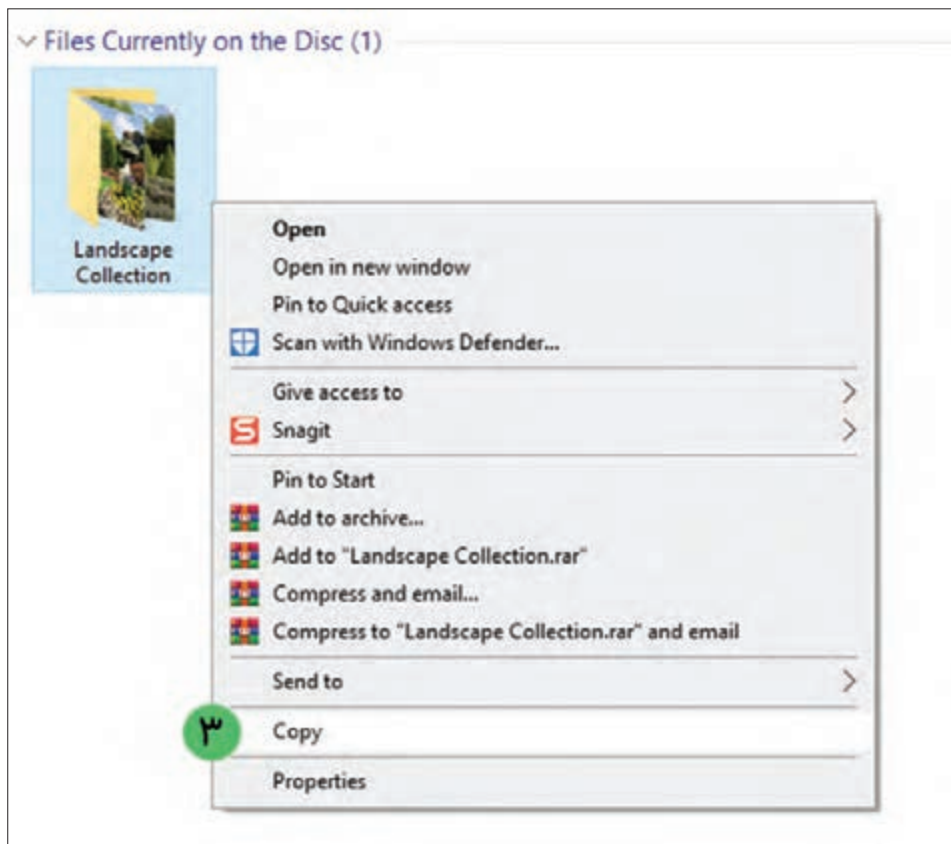 Files Currently on the Disc (1)
Landscape
Collection
Open
Open in new window
Pin to Quick access
Scan with Windows Defender...
Give access to
Snagit
Pin to Start
Add to archive...
Add to "Landscape Collection.rar"
Compress and email...
Compress to "Landscape Collection.rar" and email
Send to
۳ Copy
Properties